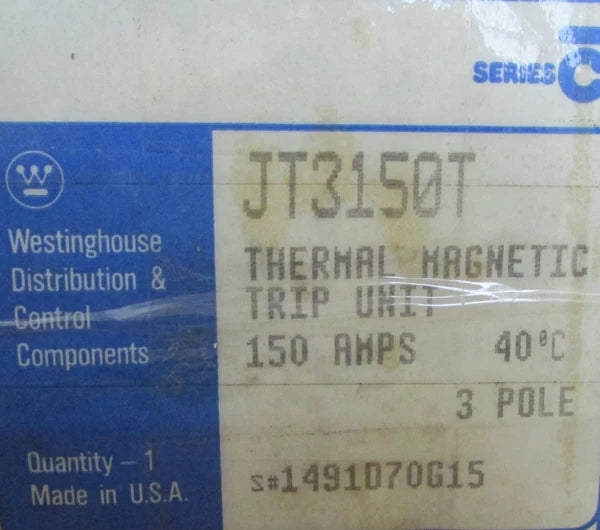 SERIES C
JT3150T
Westinghouse
Distribution &
Control
Components
THERMAL MAGNETIC
TRIP UNIT
150 AMPS 40°C
3 POLE
Quantity – 1
Made in U.S.A.
S#1491D70G15